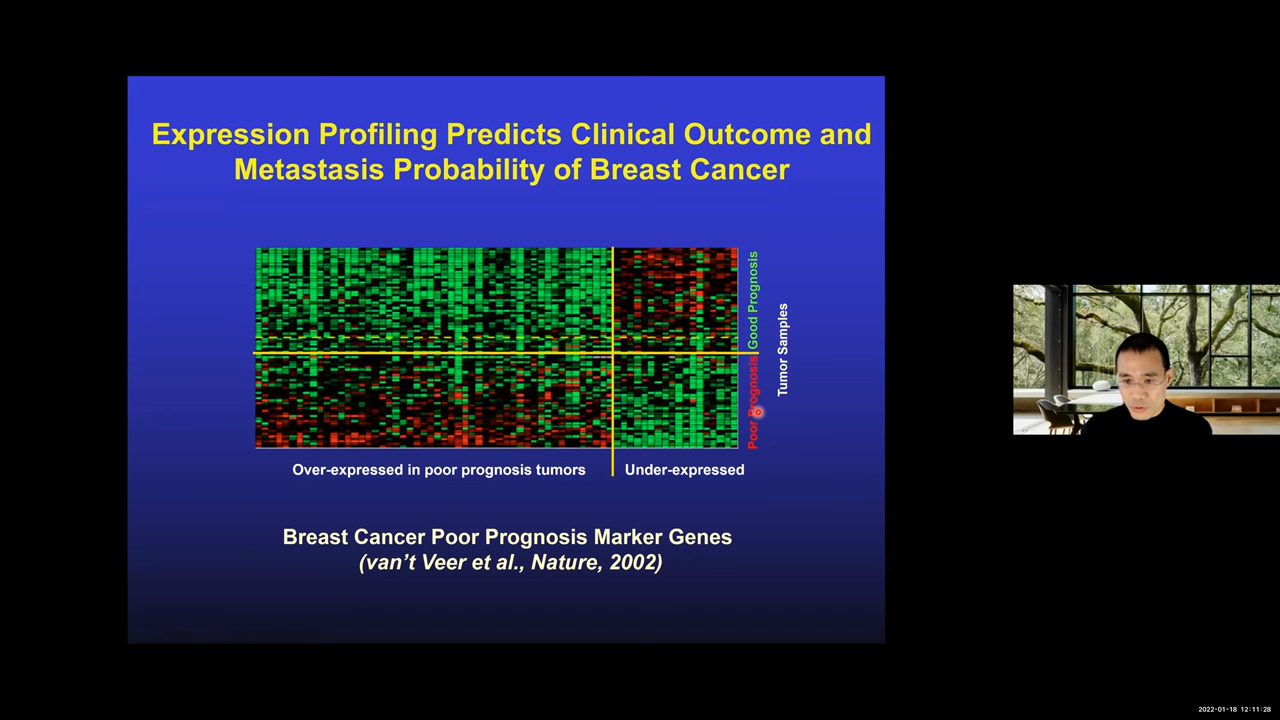 Expression Profiling Predicts Clinical Outcome and
Metastasis Probability of Breast Cancer
Good Prognosis
Poor Prognosis
Tumor Samples
Over-expressed in poor prognosis tumors
Under-expressed
Breast Cancer Poor Prognosis Marker Genes
(van’t Veer et al., Nature, 2002)
2022-01-18 12:11:28